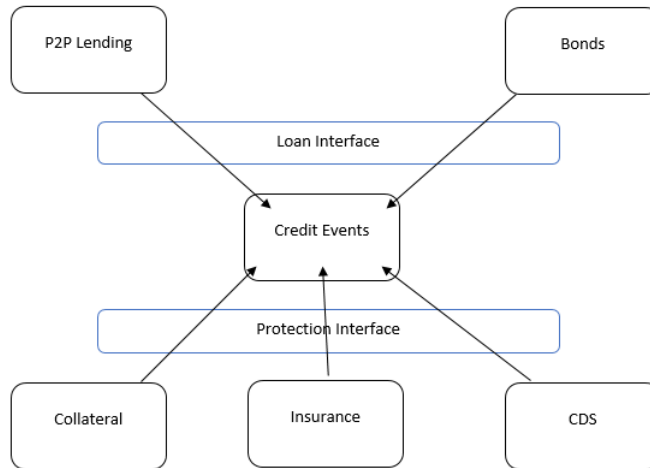 P2P Lending
Bonds
Loan Interface
Credit Events
Protection Interface
Collateral
Insurance
CDS